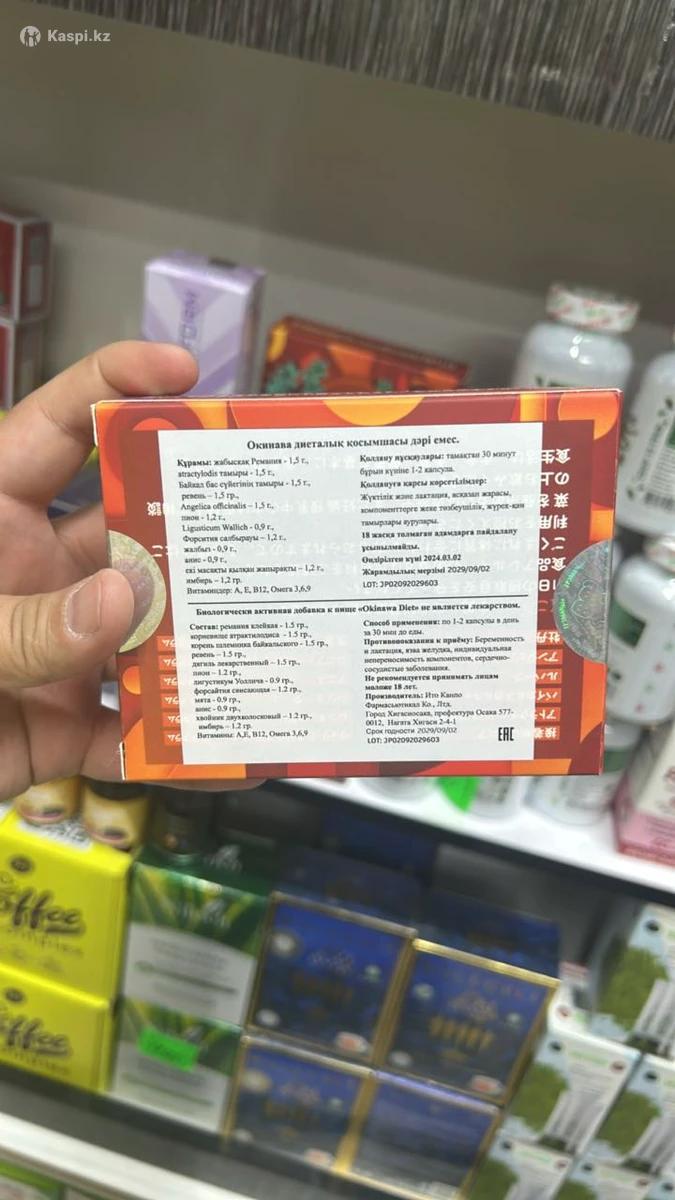 Kaspi.kz
Окинава диеталық қосымшасы дәрі емес.
Құрамы: жабысқақ Ремания - 1,5 г.,
atractylodis тамыры - 1,5 г.,
Байкал бас сүйегінің тамыры - 1,5 г.,
ревень – 1,5 гр.,
Angelica officinalis – 1,5 г.,
пион - 1,2 г.,
Ligusticum Wallich - 0,9 г.,
Форсития салбырауы – 1,2 г.,
жалбыз - 0,9 г.,
анис - 0,9 г.,
екі масақты қылқан жапырақты – 1,2 г.,
имбирь – 1,2 гр.
Витаминдер: А, Е, В12, Омега 3,6,9
Қолдану нұсқаулары: тамақтан 30 минут
бұрын күніне 1-2 капсула.
Қолдануға қарсы көрсетілімдер:
Жүктілік және лактация, асқазан жарасы,
компоненттерге жеке төзбеушілік, жүрек-қан
тамырлары аурулары.
18 жасқа толмаған адамдарға пайдалану
ұсынылмайды.
Өндірілген күні 2024.03.02
Жарамдылық мерзімі 2029/09/02
LOT: JP02092029603
Биологически активная добавка к пище «Okinawa Diet» не является лекарством.
Состав: ремания клейкая - 1.5 гр.,
корневище атрактилодиса - 1.5 гр.,
корень шлемника байкальского - 1.5 гр.,
ревень – 1.5 гр.,
дягиль лекарственный – 1.5 гр.,
пион – 1.2 гр.,
лигустикум Уоллича - 0.9 гр.,
форсайтия свисающая – 1.2 гр.,
мята - 0.9 гр.,
анис - 0.9 гр.,
хвойник двухколосковый – 1.2 гр.,
имбирь – 1.2 гр.
Витамины: А,Е, В12, Омега 3,6,9
Способ применения: по 1-2 капсулы в день
за 30 мин до еды.
Противопоказания к приёму: Беременность
и лактация, язва желудка, индивидуальная
непереносимость компонентов, сердечно-
сосудистые заболевания.
Не рекомендуется принимать лицам
моложе 18 лет.
Производитель: Ито Канпо
Фармасьютикал Ко., Лтд.
Город Хигасиосака, префектура Осака 577-
0012, Нагата Хигаси 2-4-1
Срок годности 2029/09/02
LOT: JP02092029603
EAC
Coffee